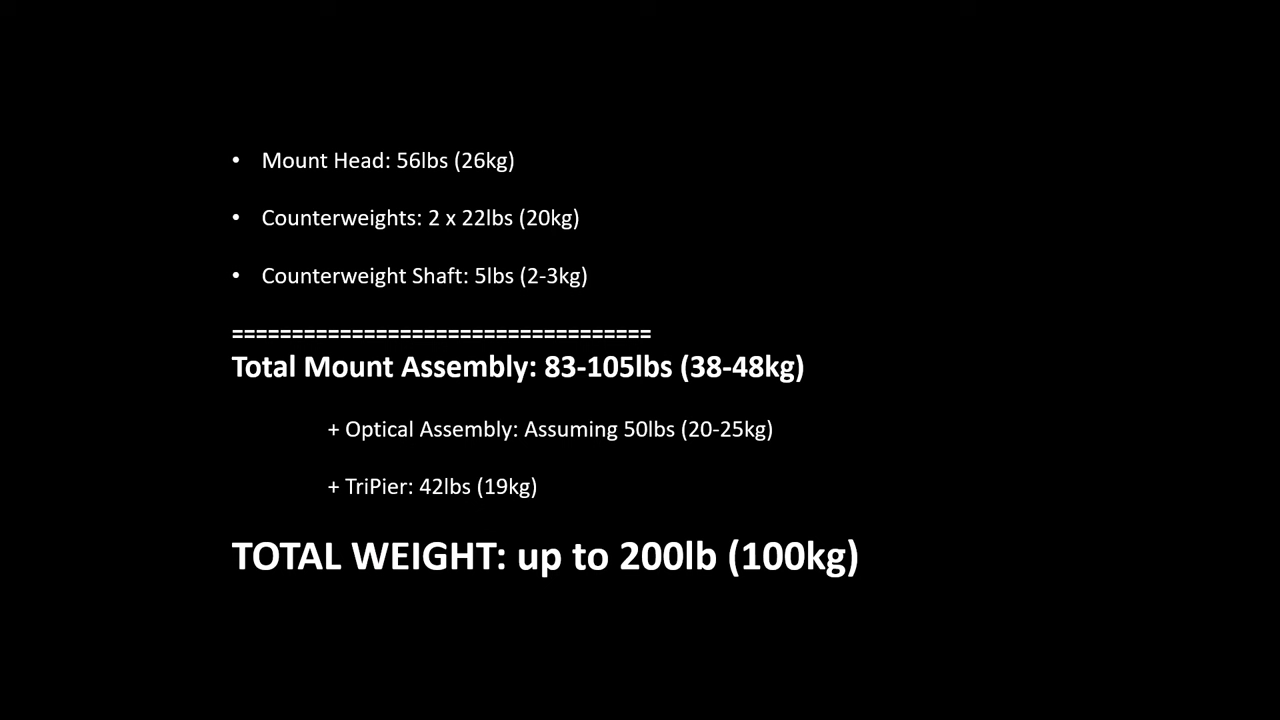 • Mount Head: 56lbs (26kg)
• Counterweights: 2 x 22lbs (20kg)
• Counterweight Shaft: 5lbs (2-3kg)
===================================
Total Mount Assembly: 83-105lbs (38-48kg)
+ Optical Assembly: Assuming 50lbs (20-25kg)
+ TriPier: 42lbs (19kg)
TOTAL WEIGHT: up to 200lb (100kg)